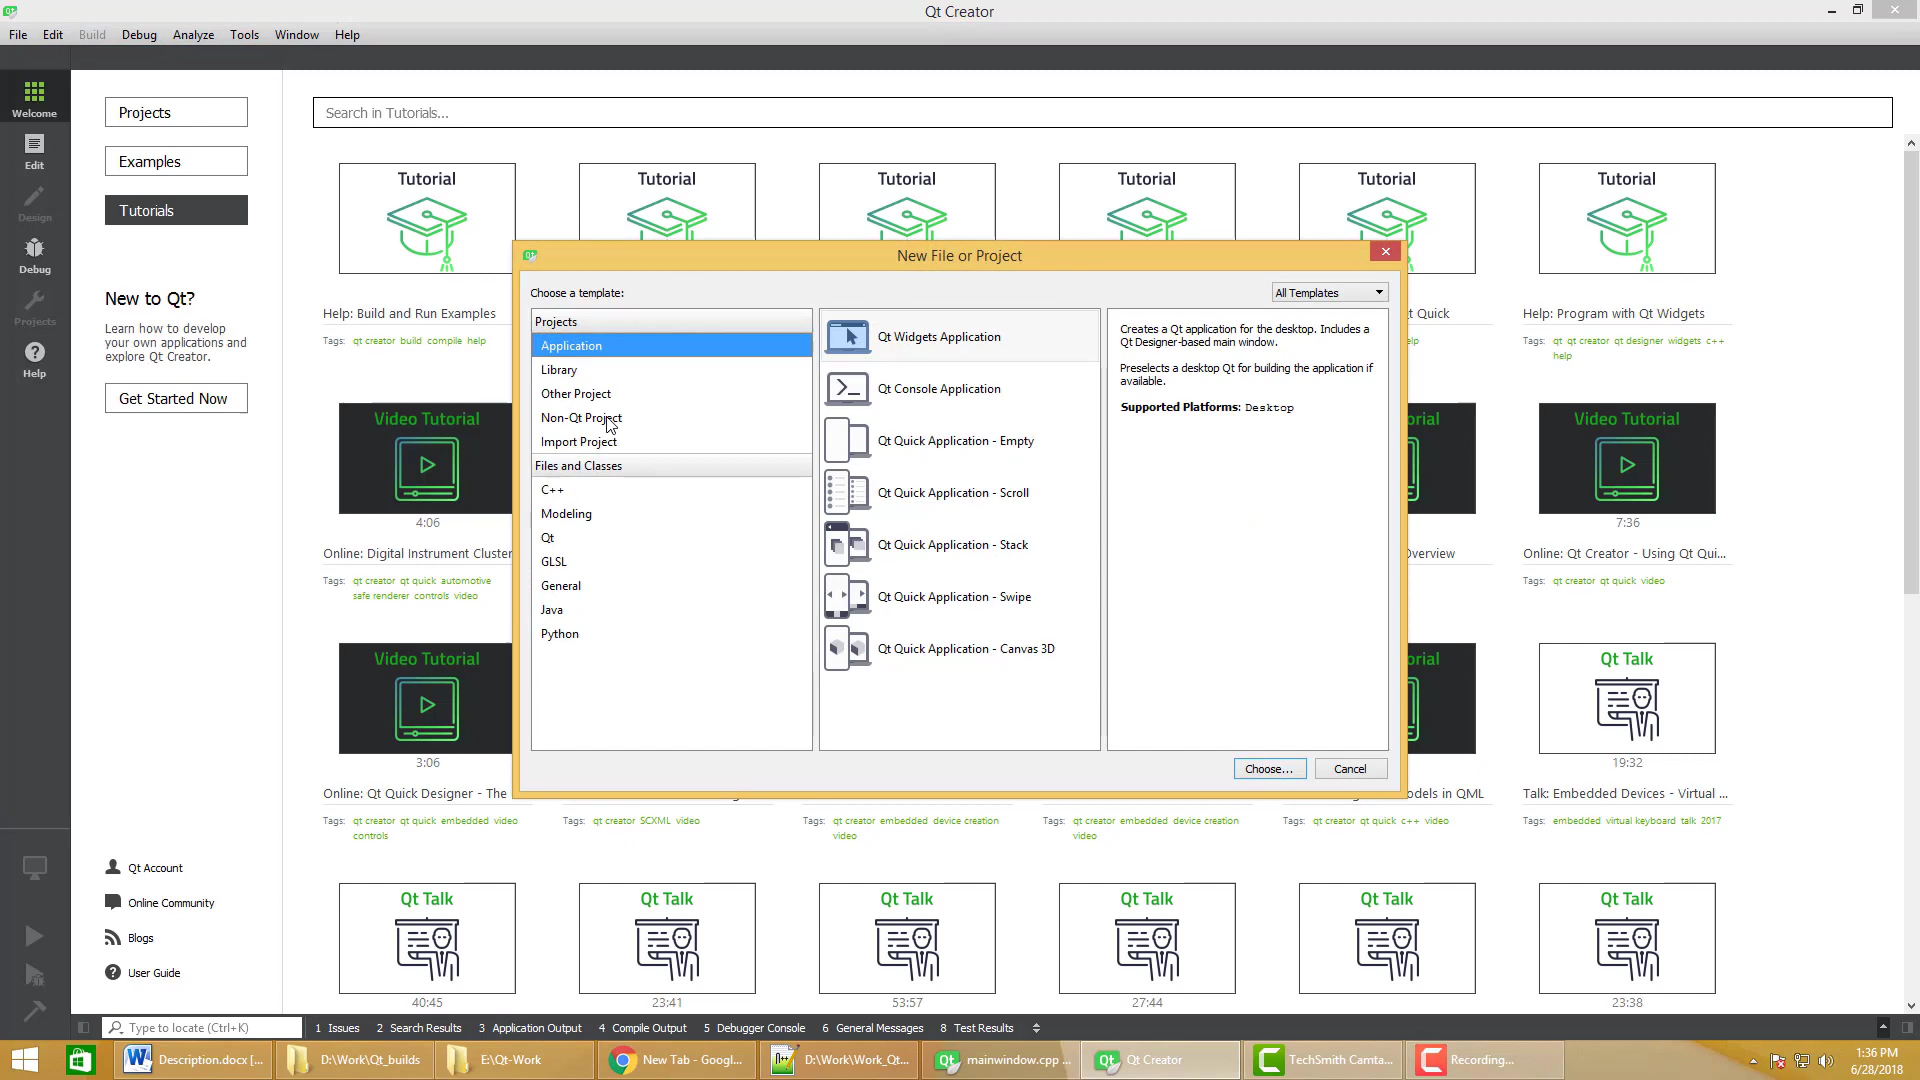 Qt Creator
File Edit Build Debug Analyze Tools Window Help
Welcome
Edit
Design
Debug
Projects
Help
Projects
Examples
Tutorials
New to Qt?
Learn how to develop
your own applications and
explore Qt Creator.
Get Started Now
Qt Account
Online Community
Blogs
User Guide
Search in Tutorials...
Tutorial Tutorial Tutorial Tutorial Tutorial Tutorial
Help: Build and Run Examples
Tags: qt creator build compile help
Qt Quick
Help: Program with Qt Widgets
Tags: qt qt creator qt designer widgets c++
help
Video Tutorial
4:06
Online: Digital Instrument Cluster
Tags: qt creator qt quick automotive
safe renderer controls video
Overview
Video Tutorial
7:36
Online: Qt Creator - Using Qt Qui...
Tags: qt creator qt quick video
Video Tutorial
3:06
Online: Qt Quick Designer - The
Tags: qt creator qt quick embedded video
controls
Tags: qt creator SCXML video
Tags: qt creator embedded device creation
video
Tags: qt creator embedded device creation
video
in QML
Tags: qt creator qt quick c++ video
Qt Talk
19:32
Talk: Embedded Devices - Virtual ...
Tags: embedded virtual keyboard talk 2017
Qt Talk Qt Talk Qt Talk Qt Talk Qt Talk Qt Talk
40:45 23:41 53:57 27:44 23:38
New File or Project
Choose a template:
All Templates
Projects
Application
Library
Other Project
Non-Qt Project
Import Project
Files and Classes
C++
Modeling
Qt
GLSL
General
Java
Python
Qt Widgets Application
Qt Console Application
Qt Quick Application - Empty
Qt Quick Application - Scroll
Qt Quick Application - Stack
Qt Quick Application - Swipe
Qt Quick Application - Canvas 3D
Creates a Qt application for the desktop. Includes a
Qt Designer-based main window.
Preselects a desktop Qt for building the application if
available.
Supported Platforms: Desktop
Choose... Cancel
Type to locate (Ctrl+K) 1 Issues 2 Search Results 3 Application Output 4 Compile Output 5 Debugger Console 6 General Messages 8 Test Results
Description.docx [... D:\Work\Qt_builds E:\Qt-Work New Tab - Googl... D:\Work\Work_Qt... mainwindow.cpp ... Qt Creator TechSmith Camta... Recording...
1:36 PM
6/28/2018